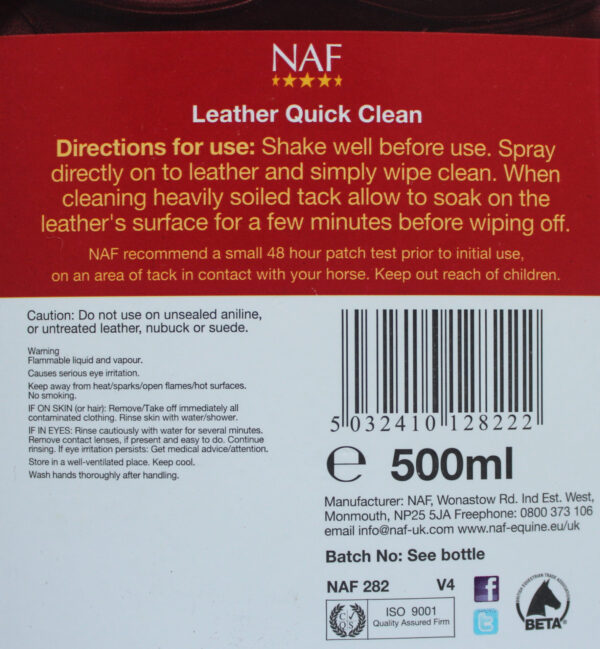 NAF
Leather Quick Clean
Directions for use: Shake well before use. Spray
directly on to leather and simply wipe clean. When
cleaning heavily soiled tack allow to soak on the
leather's surface for a few minutes before wiping off.
NAF recommend a small 48 hour patch test prior to initial use,
on an area of tack in contact with your horse. Keep out reach of children.
Caution: Do not use on unsealed aniline,
or untreated leather, nubuck or suede.
Warning
Flammable liquid and vapour.
Causes serious eye irritation.
Keep away from heat/sparks/open flames/hot surfaces.
No smoking.
IF ON SKIN (or hair): Remove/Take off immediately all
contaminated clothing. Rinse skin with water/shower.
IF IN EYES: Rinse cautiously with water for several minutes.
Remove contact lenses, if present and easy to do. Continue
rinsing. If eye irritation persists: Get medical advice/attention.
Store in a well-ventilated place. Keep cool.
Wash hands thoroughly after handling.
5 032410 128222
℮ 500ml
Manufacturer: NAF, Wonastow Rd. Ind Est. West,
Monmouth, NP25 5JA Freephone: 0800 373 106
email info@naf-uk.com www.naf-equine.eu/uk
Batch No: See bottle
NAF 282 V4
f
t
CQS
ISO 9001
Quality Assured Firm
BRITISH EQUESTRIAN TRADE ASSOCIATION
BETA